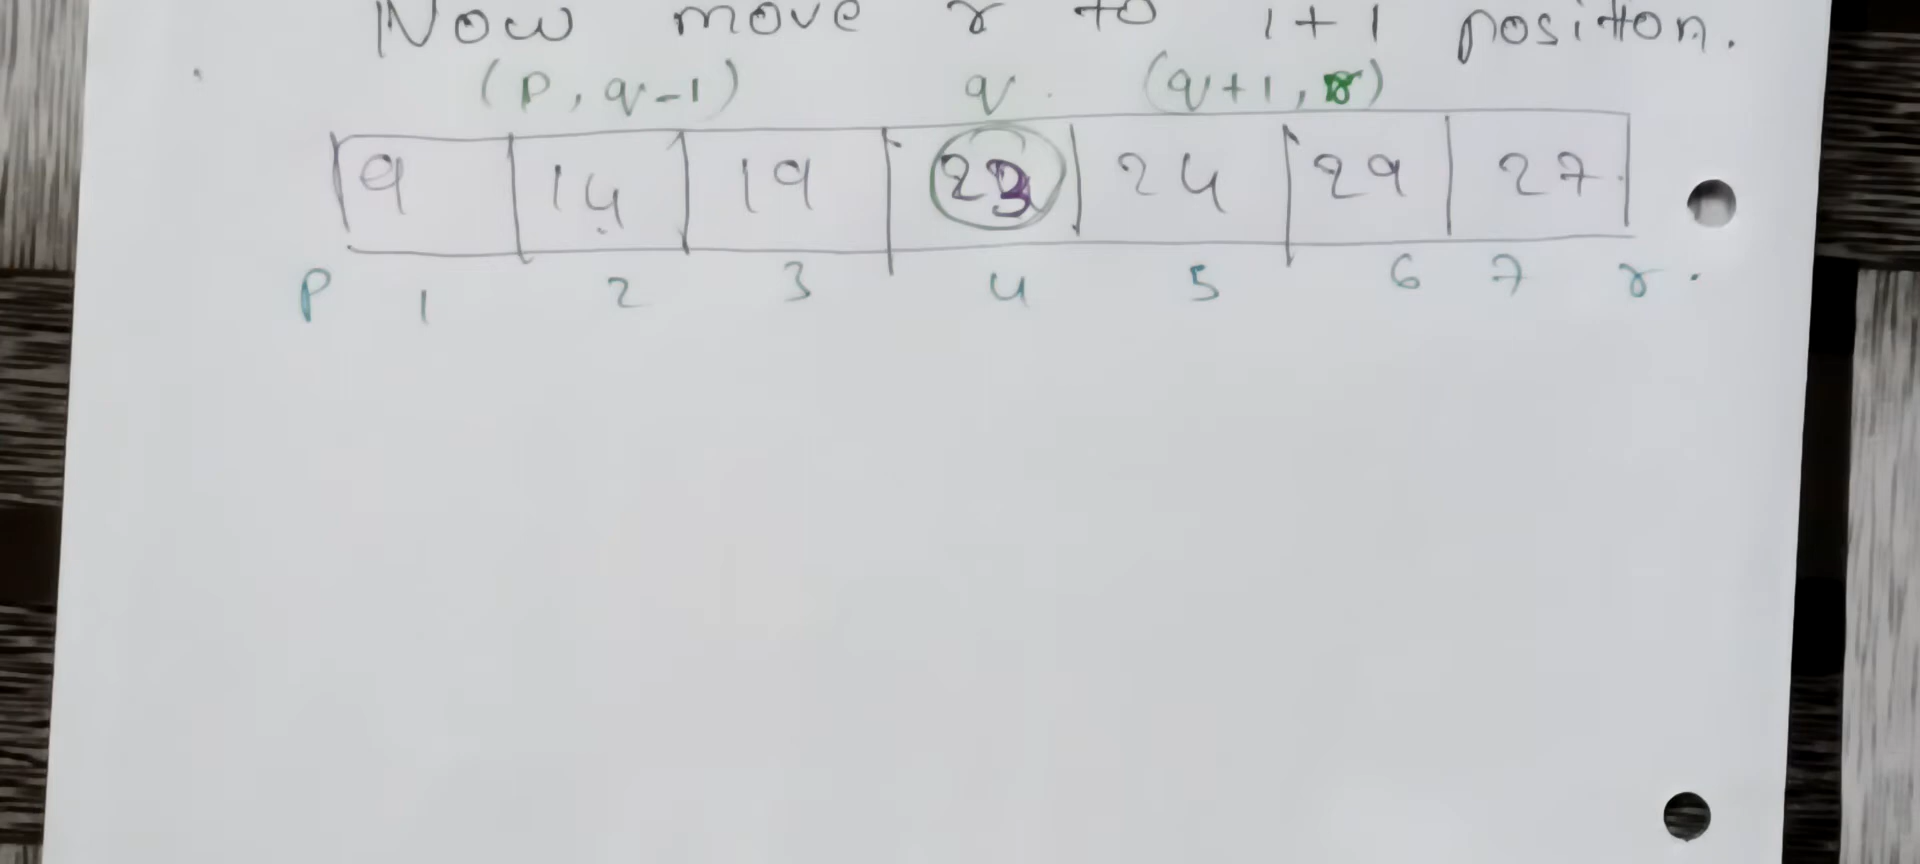 Now move r to i+1 position.
(p, q-1) q (q+1, r)
9 14 19 23 24 29 27
p 1 2 3 4 5 6 7 r.